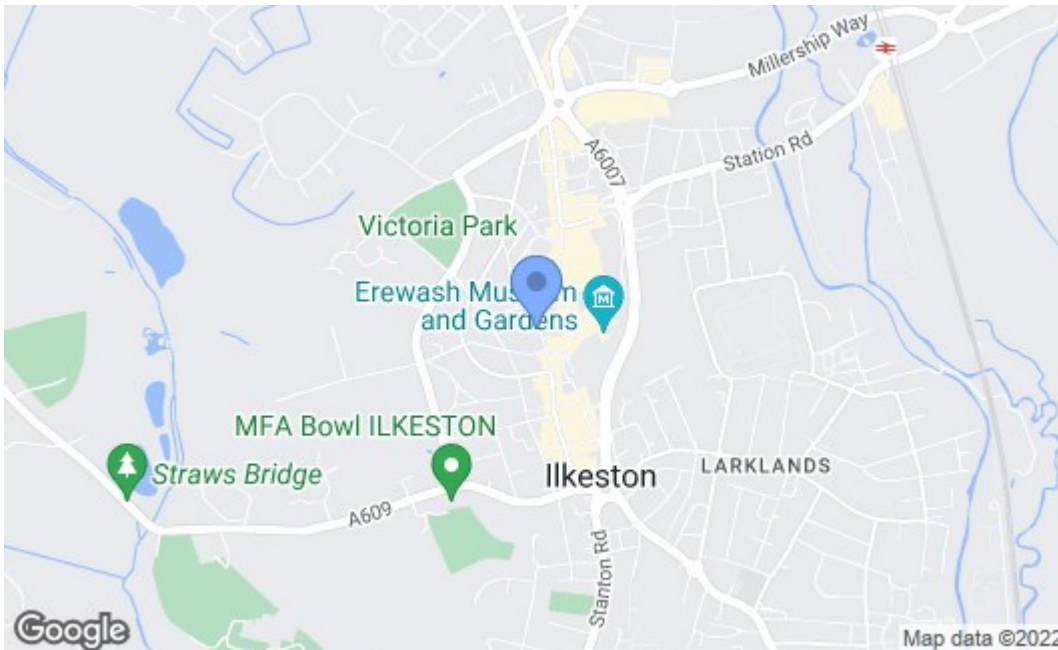 Millership Way
A6007
Station Rd
Victoria Park
Erewash Museum
and Gardens
MFA Bowl ILKESTON
Straws Bridge
Ilkeston
LARKLANDS
A609
Stanton Rd
Google
Map data ©2022